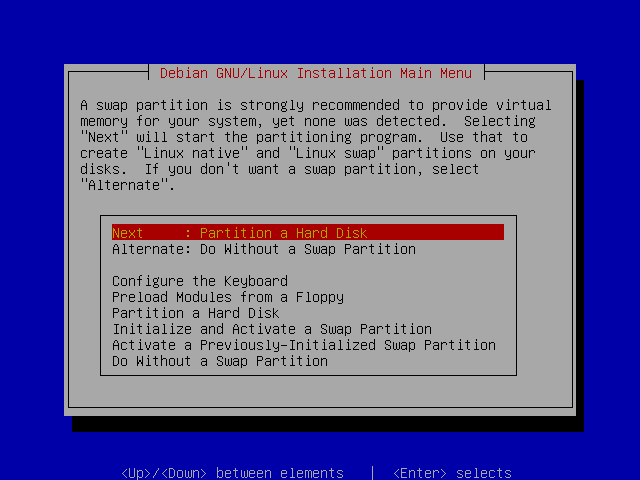 Debian GNU/Linux Installation Main Menu
A swap partition is strongly recommended to provide virtual
memory for your system, yet none was detected.  Selecting
"Next" will start the partitioning program.  Use that to
create "Linux native" and "Linux swap" partitions on your
disks.  If you don't want a swap partition, select
"Alternate".
Next     : Partition a Hard Disk
Alternate: Do Without a Swap Partition
Configure the Keyboard
Preload Modules from a Floppy
Partition a Hard Disk
Initialize and Activate a Swap Partition
Activate a Previously-Initialized Swap Partition
Do Without a Swap Partition
<Up>/<Down> between elements   |  <Enter> selects